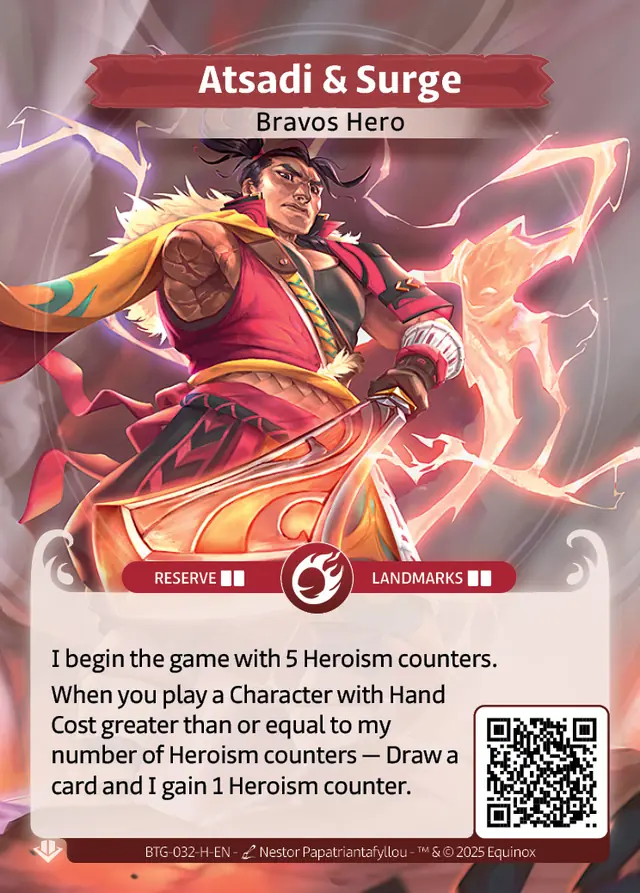 Atsadi & Surge
Bravos Hero
RESERVE
LANDMARKS
I begin the game with 5 Heroism counters.
When you play a Character with Hand
Cost greater than or equal to my
number of Heroism counters — Draw a
card and I gain 1 Heroism counter.
BTG-032-H-EN - Nestor Papatriantafyllou - ™ & © 2025 Equinox